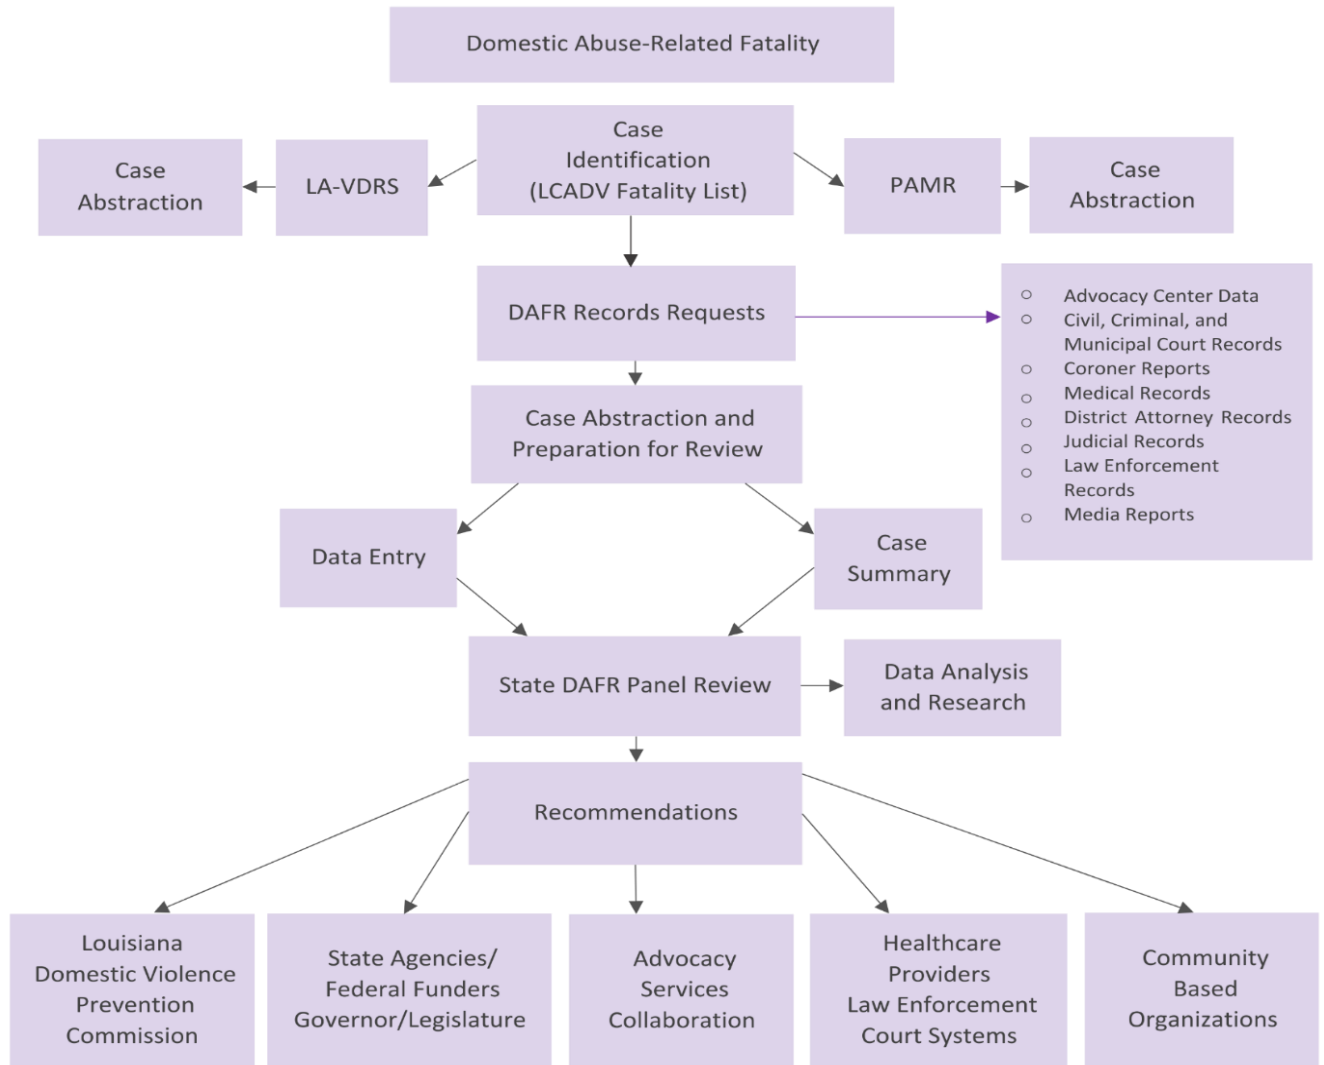 Domestic Abuse-Related Fatality
Case
Identification
(LCADV Fatality List)
Case
Abstraction
LA-VDRS
PAMR
Case
Abstraction
DAFR Records Requests
o Advocacy Center Data
o Civil, Criminal, and
Municipal Court Records
o Coroner Reports
o Medical Records
o District Attorney Records
o Judicial Records
o Law Enforcement
Records
o Media Reports
Case Abstraction and
Preparation for Review
Data Entry
Case
Summary
State DAFR Panel Review
Data Analysis
and Research
Recommendations
Louisiana
Domestic Violence
Prevention
Commission
State Agencies/
Federal Funders
Governor/Legislature
Advocacy
Services
Collaboration
Healthcare
Providers
Law Enforcement
Court Systems
Community
Based
Organizations